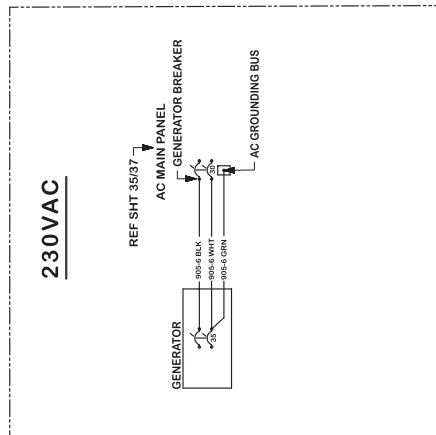 230VAC
REF SHT 35/37
AC MAIN PANEL
GENERATOR BREAKER
AC GROUNDING BUS
30
905-6 BLK
905-6 WHT
905-6 GRN
GENERATOR
35